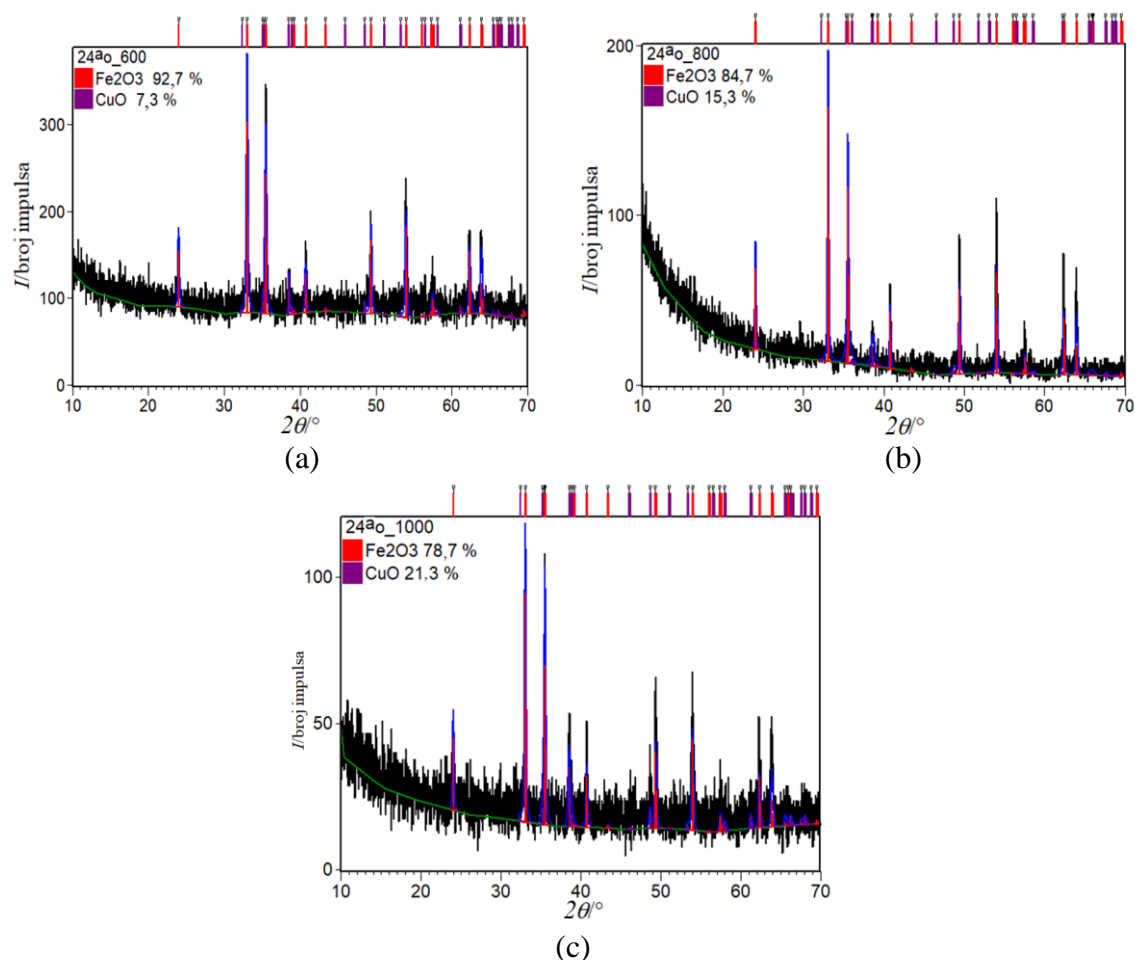 24ªo_600
Fe2O3 92,7 %
CuO 7,3 %
300
200
100
0
I/broj impulsa
10 20 30 40 50 60 70
2θ/°
(a)
24ªo_800
Fe2O3 84,7 %
CuO 15,3 %
200
100
0
I/broj impulsa
10 20 30 40 50 60 70
2θ/°
(b)
24ªo_1000
Fe2O3 78,7 %
CuO 21,3 %
100
50
0
I/broj impulsa
10 20 30 40 50 60 70
2θ/°
(c)